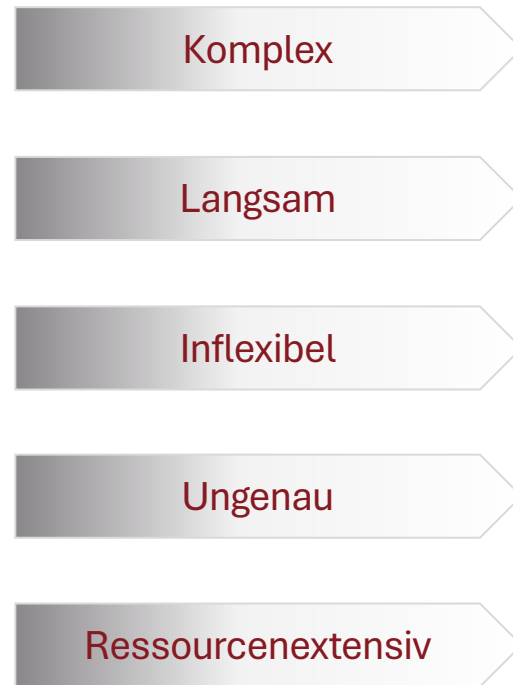 Komplex
Langsam
Inflexibel
Ungenau
Ressourcenextensiv